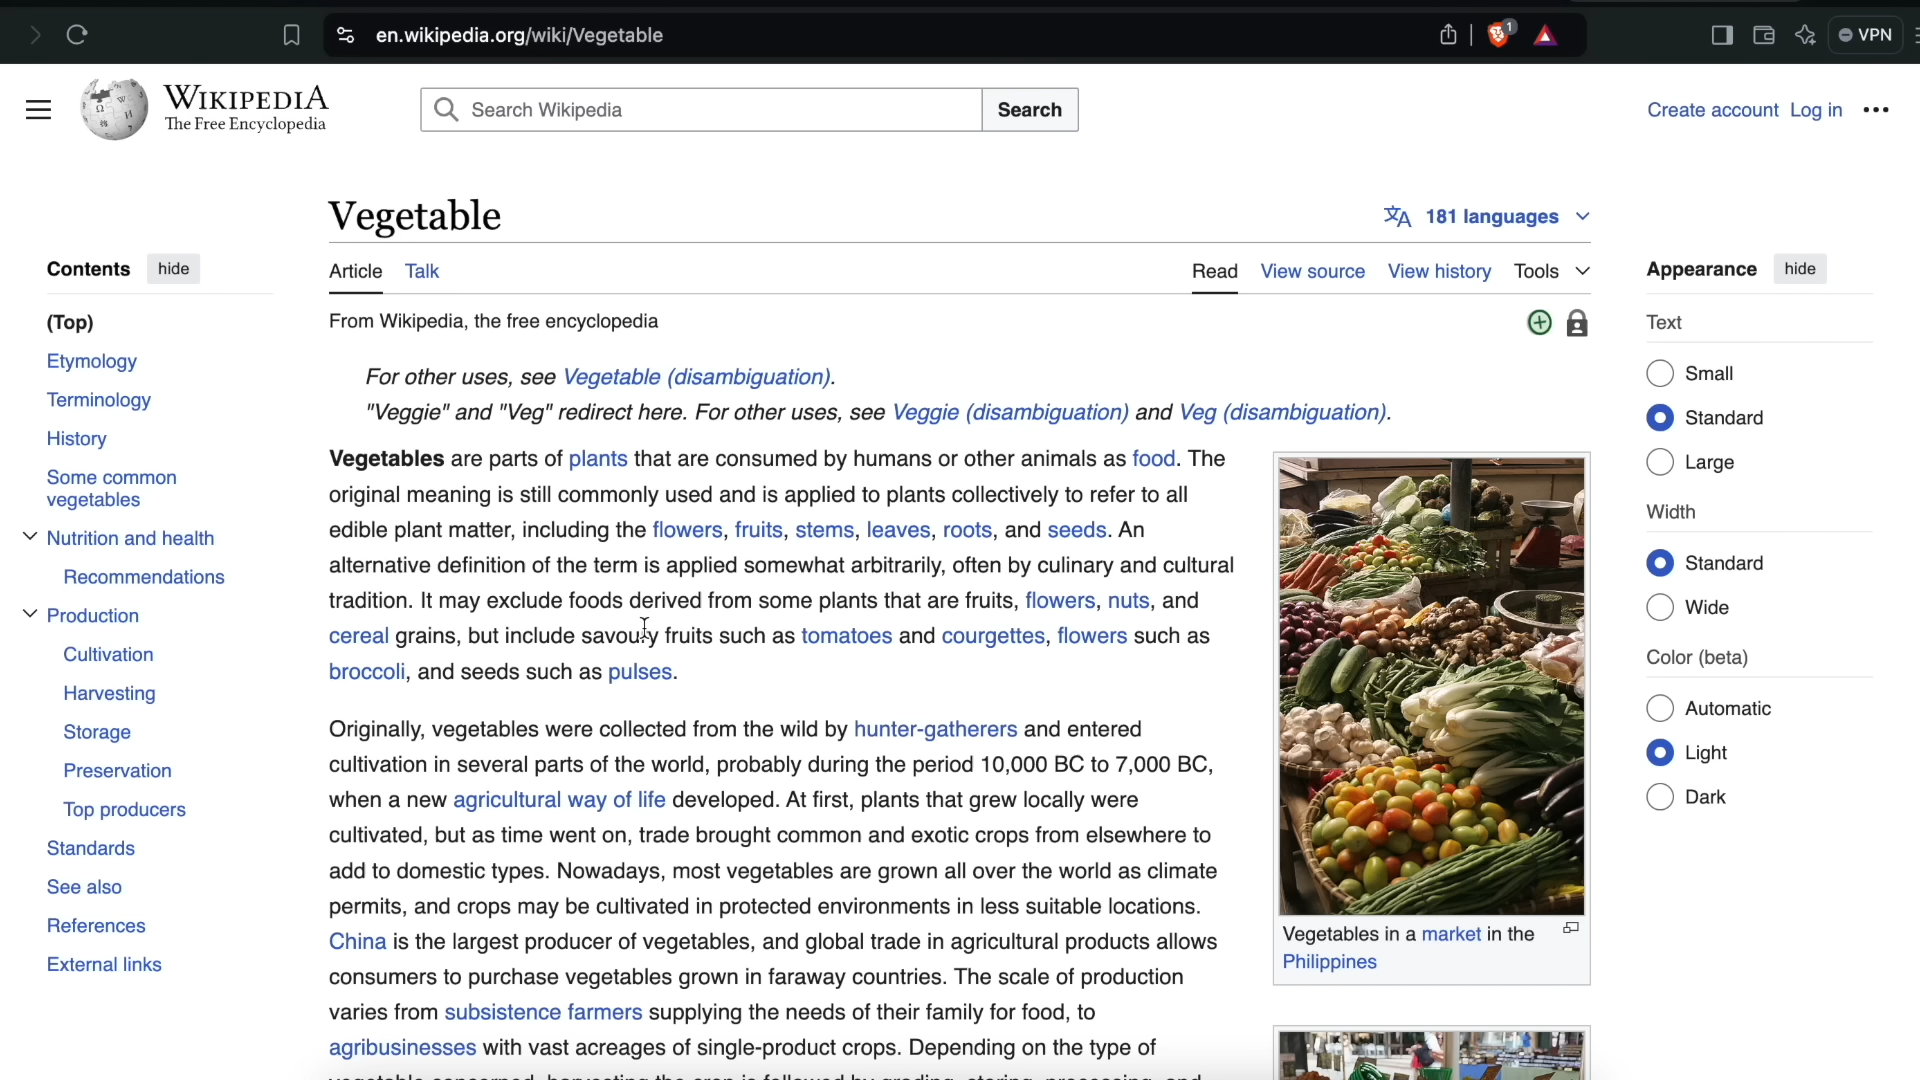 en.wikipedia.org/wiki/Vegetable
1
VPN
WIKIPEDIA
The Free Encyclopedia
Search Wikipedia
Search
Create account Log in
Vegetable
181 languages
Contents hide
Article Talk
Read View source View history Tools
From Wikipedia, the free encyclopedia
(Top)
Etymology
Terminology
History
Some common
vegetables
Nutrition and health
Recommendations
Production
Cultivation
Harvesting
Storage
Preservation
Top producers
Standards
See also
References
External links
For other uses, see Vegetable (disambiguation).
"Veggie" and "Veg" redirect here. For other uses, see Veggie (disambiguation) and Veg (disambiguation).
Vegetables are parts of plants that are consumed by humans or other animals as food. The
original meaning is still commonly used and is applied to plants collectively to refer to all
edible plant matter, including the flowers, fruits, stems, leaves, roots, and seeds. An
alternative definition of the term is applied somewhat arbitrarily, often by culinary and cultural
tradition. It may exclude foods derived from some plants that are fruits, flowers, nuts, and
cereal grains, but include savoury fruits such as tomatoes and courgettes, flowers such as
broccoli, and seeds such as pulses.
Originally, vegetables were collected from the wild by hunter-gatherers and entered
cultivation in several parts of the world, probably during the period 10,000 BC to 7,000 BC,
when a new agricultural way of life developed. At first, plants that grew locally were
cultivated, but as time went on, trade brought common and exotic crops from elsewhere to
add to domestic types. Nowadays, most vegetables are grown all over the world as climate
permits, and crops may be cultivated in protected environments in less suitable locations.
China is the largest producer of vegetables, and global trade in agricultural products allows
consumers to purchase vegetables grown in faraway countries. The scale of production
varies from subsistence farmers supplying the needs of their family for food, to
agribusinesses with vast acreages of single-product crops. Depending on the type of
Vegetables in a market in the
Philippines
Appearance hide
Text
Small
Standard
Large
Width
Standard
Wide
Color (beta)
Automatic
Light
Dark